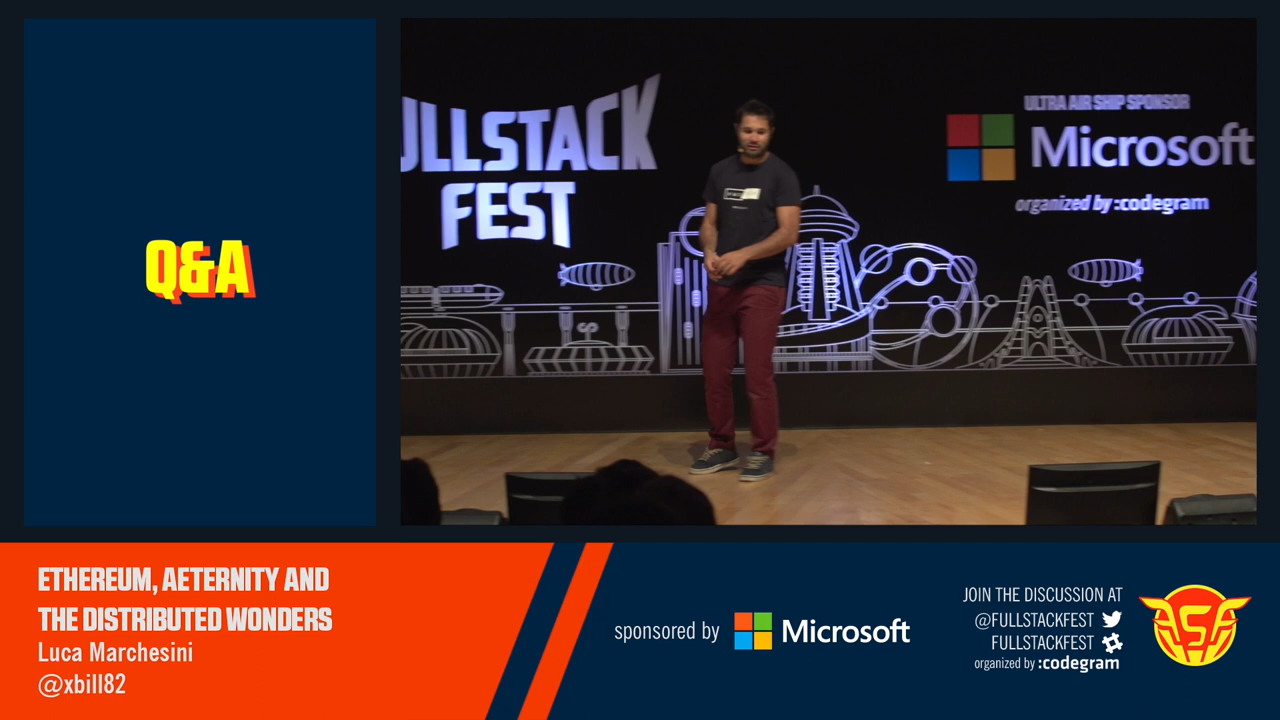 Q&A
ULLSTACK
FEST
ULTRA AIR SHIP SPONSOR
Microsoft
organized by :codegram
ETHEREUM, AETERNITY AND
THE DISTRIBUTED WONDERS
Luca Marchesini
@xbill82
sponsored by Microsoft
JOIN THE DISCUSSION AT
@FULLSTACKFEST
FULLSTACKFEST
organized by :codegram
FSF